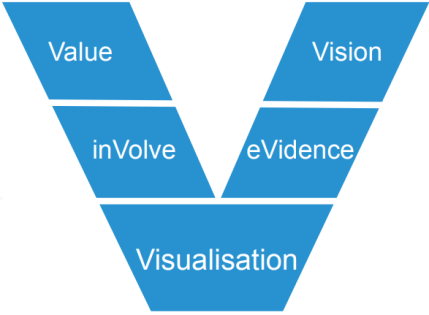 Value
Vision
inVolve
eVidence
Visualisation